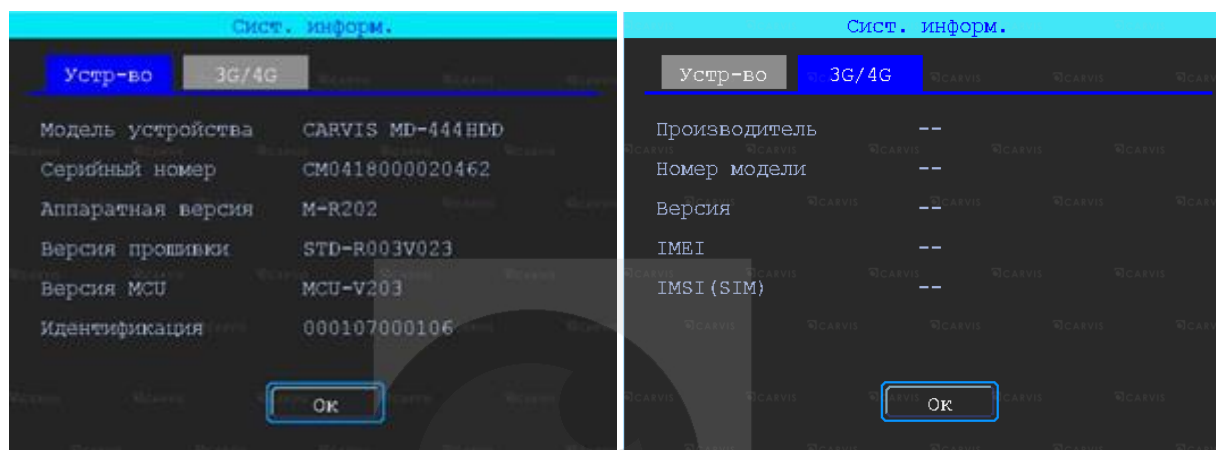 Сист. информ.
Устр-во 3G/4G
Модель устройства CARVIS MD-444HDD
Серийный номер CM0418000020462
Аппаратная версия M-R202
Версия прошивки STD-R003V023
Версия MCU MCU-V203
Идентификация 000107000106
Ок
Сист. информ.
Устр-во 3G/4G
Производитель --
Номер модели --
Версия --
IMEI --
IMSI(SIM) --
Ок